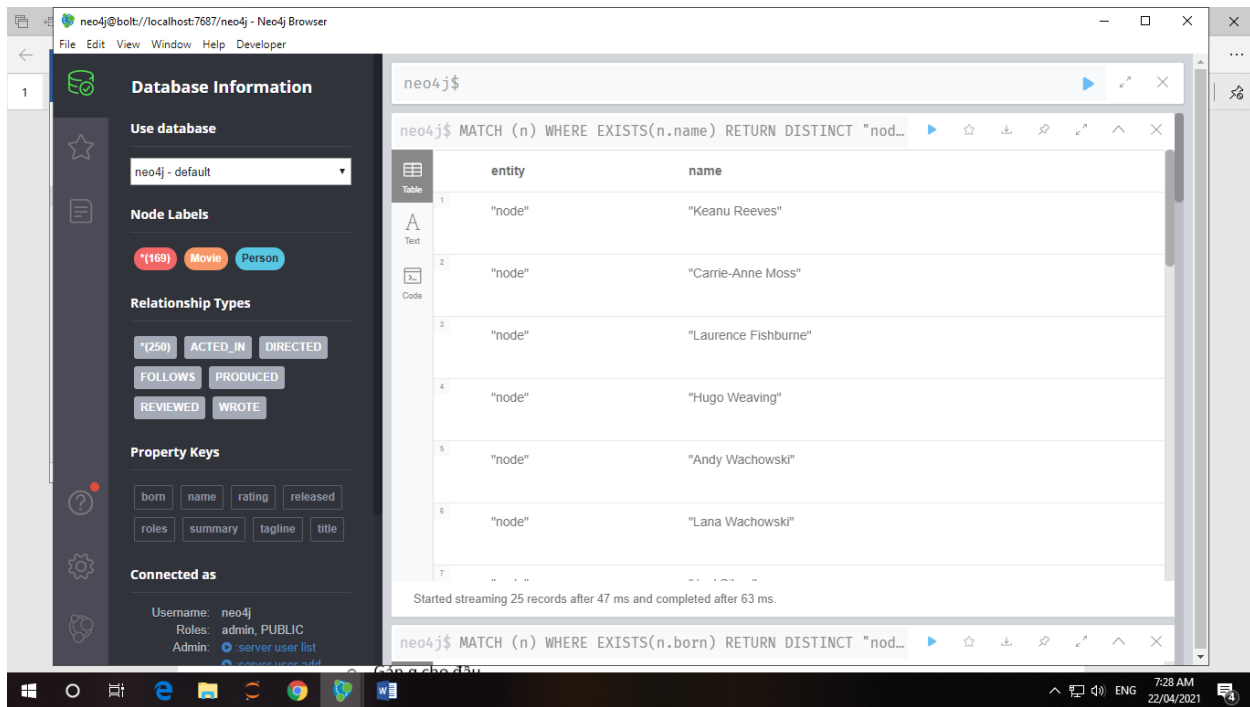 neo4j@bolt://localhost:7687/neo4j - Neo4j Browser
File Edit View Window Help Developer
1
Database Information
Use database
neo4j - default
Node Labels
*(169) Movie Person
Relationship Types
*(250) ACTED_IN DIRECTED
FOLLOWS PRODUCED
REVIEWED WROTE
Property Keys
born name rating released
roles summary tagline title
Connected as
Username: neo4j
Roles: admin, PUBLIC
Admin: :server user list
:server user add
neo4j$
neo4j$ MATCH (n) WHERE EXISTS(n.name) RETURN DISTINCT "nod…
Table
Text
Code
entity name
1 "node" "Keanu Reeves"
2 "node" "Carrie-Anne Moss"
3 "node" "Laurence Fishburne"
4 "node" "Hugo Weaving"
5 "node" "Andy Wachowski"
6 "node" "Lana Wachowski"
7
Started streaming 25 records after 47 ms and completed after 63 ms.
neo4j$ MATCH (n) WHERE EXISTS(n.born) RETURN DISTINCT "nod…
ENG
7:28 AM
22/04/2021
4